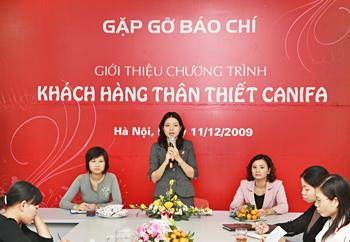 GẶP GỠ BÁO CHÍ
GIỚI THIỆU CHƯƠNG TRÌNH
KHÁCH HÀNG THÂN THIẾT CANIFA
Hà Nội, 11/12/2009